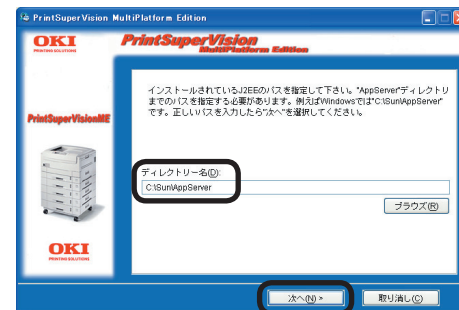 PrintSuperVision MultiPlatform Edition
OKI
PRINTING SOLUTIONS
PrintSuperVision
MultiPlatform Edition
インストールされているJ2EEのパスを指定して下さい。"AppServer"ディレクトリ
までのパスを指定する必要があります。例えばWindowsでは"C:\Sun\AppServer"
です。正しいパスを入力したら"次へ"を選択してください。
PrintSuperVisionME
ディレクトリー名(D):
C:\Sun\AppServer
ブラウズ(R)
OKI
PRINTING SOLUTIONS
次へ(N) >
取り消し(C)